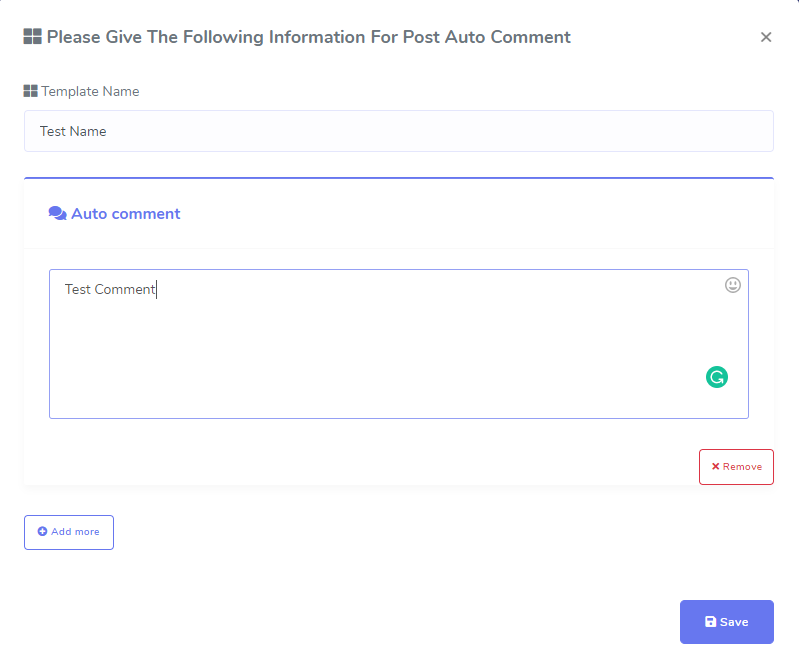 Please Give The Following Information For Post Auto Comment
Template Name
Test Name
Auto comment
Test Comment
Remove
Add more
Save